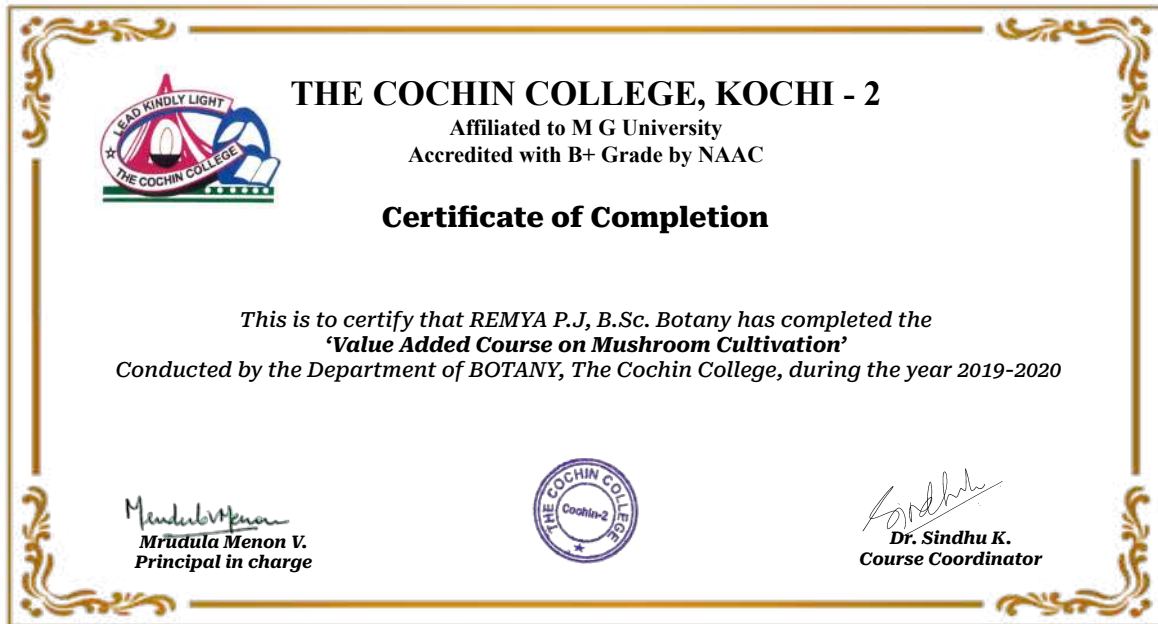 LEAD KINDLY LIGHT
THE COCHIN COLLEGE
THE COCHIN COLLEGE, KOCHI - 2
Affiliated to M G University
Accredited with B+ Grade by NAAC
Certificate of Completion
This is to certify that REMYA P.J, B.Sc. Botany has completed the
‘Value Added Course on Mushroom Cultivation’
Conducted by the Department of BOTANY, The Cochin College, during the year 2019-2020
Mrudula Menon V.
Principal in charge
THE COCHIN COLLEGE
Cochin-2
Sindhu
Dr. Sindhu K.
Course Coordinator